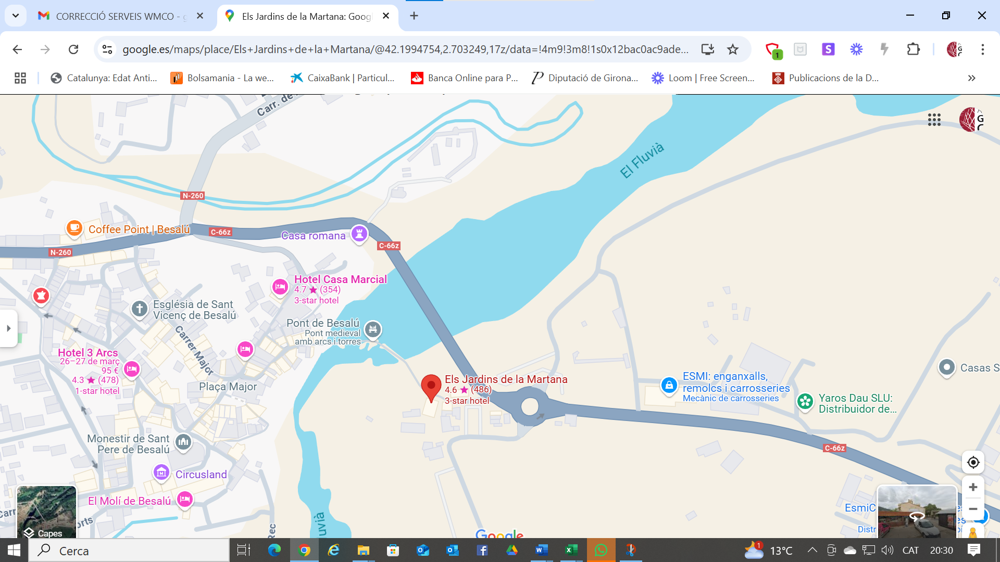 CORRECCIÓ SERVEIS WMCO - g
Els Jardins de la Martana: Goog
google.es/maps/place/Els+Jardins+de+la+Martana/@42.1994754,2.703249,17z/data=!4m9!3m8!1s0x12bac0ac9ade...
1
S
Catalunya: Edat Anti...
Bolsamania - La we...
CaixaBank | Particul...
Banca Online para P...
Diputació de Girona...
Loom | Free Screen...
Publicacions de la D...
Carr. de
El Fluvià
N-260
Coffee Point | Besalú
C-66z
Casa romana
C-66z
N-260
Hotel Casa Marcial
4.7 ★ (354)
3-star hotel
Església de Sant
Vicenç de Besalú
Pont de Besalú
Pont medieval
amb arcs i torres
Carrer Major
Hotel 3 Arcs
26–27 de març
95 €
4.3 ★ (478)
1-star hotel
Plaça Major
Els Jardins de la Martana
4.6 ★ (486)
3-star hotel
ESMI: enganxalls,
remolcs i carrosseries
Mecànic de carrosseries
Casas S
Yaros Dau SLU:
Distribuidor de...
Monestir de Sant
Pere de Besalú
C-66z
Circusland
El Molí de Besalú
EsmiC
Carr
orts
uvià
Rec
Distr
Capes
Google
Cerca
1
13°C
CAT
20:30